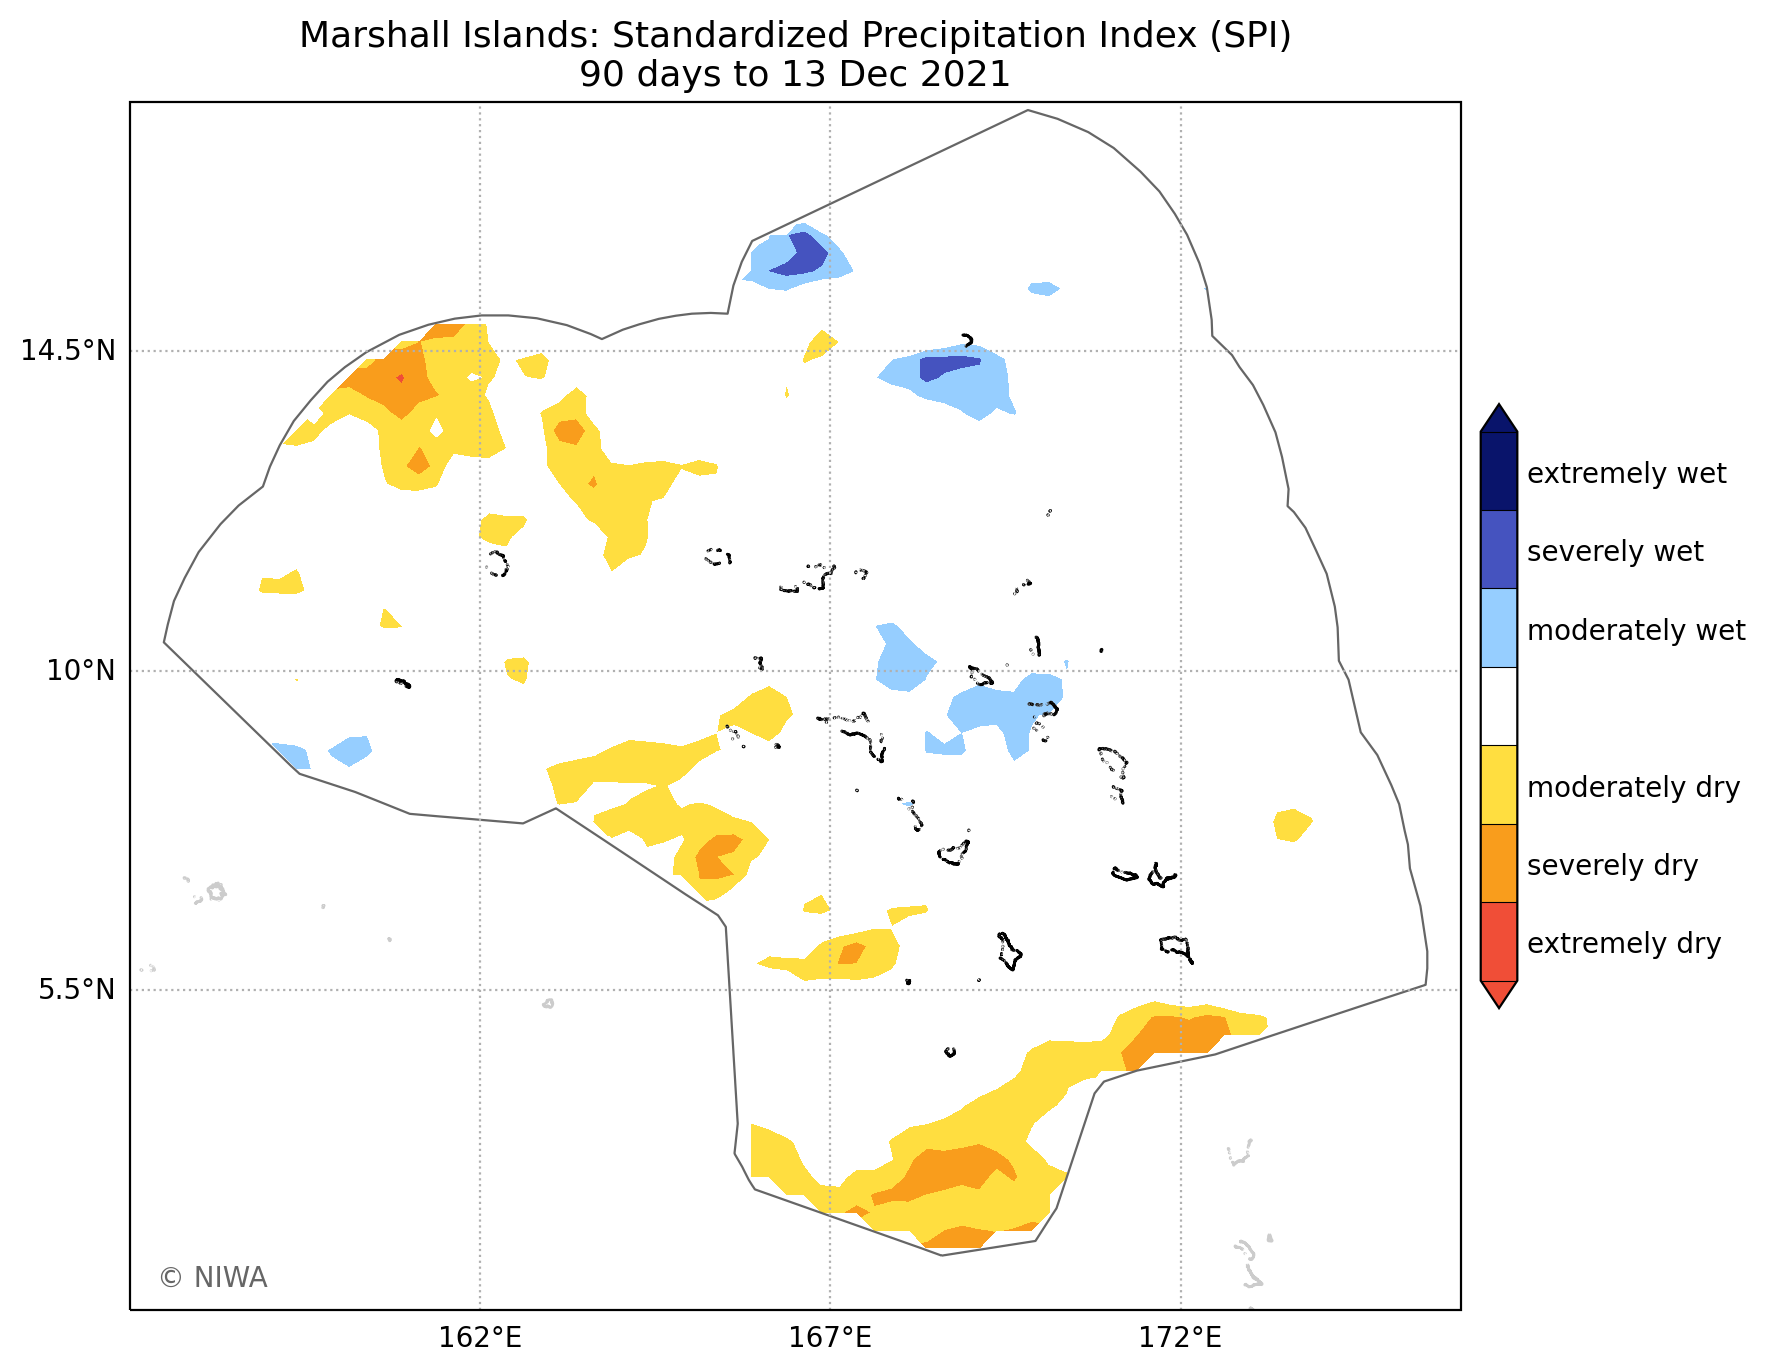 Marshall Islands: Standardized Precipitation Index (SPI)
90 days to 13 Dec 2021
14.5°N
10°N
5.5°N
162°E
167°E
172°E
© NIWA
extremely wet
severely wet
moderately wet
moderately dry
severely dry
extremely dry